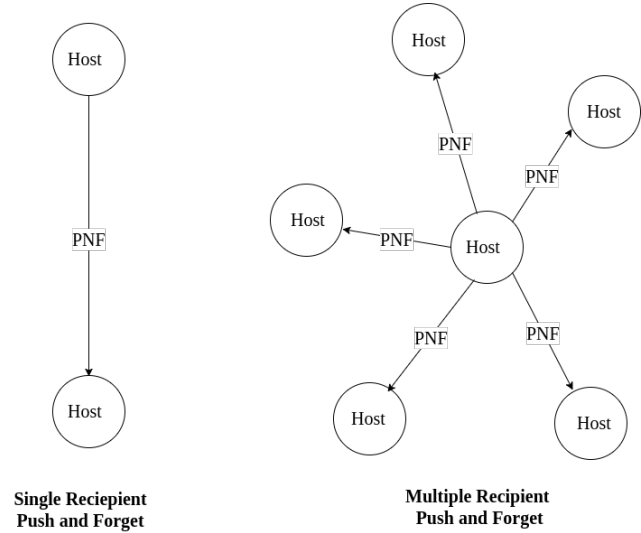 Host
PNF
Host
Single Reciepient
Push and Forget
Host
Host
PNF
PNF
Host
PNF
Host
PNF
PNF
Host
Host
Multiple Recipient
Push and Forget